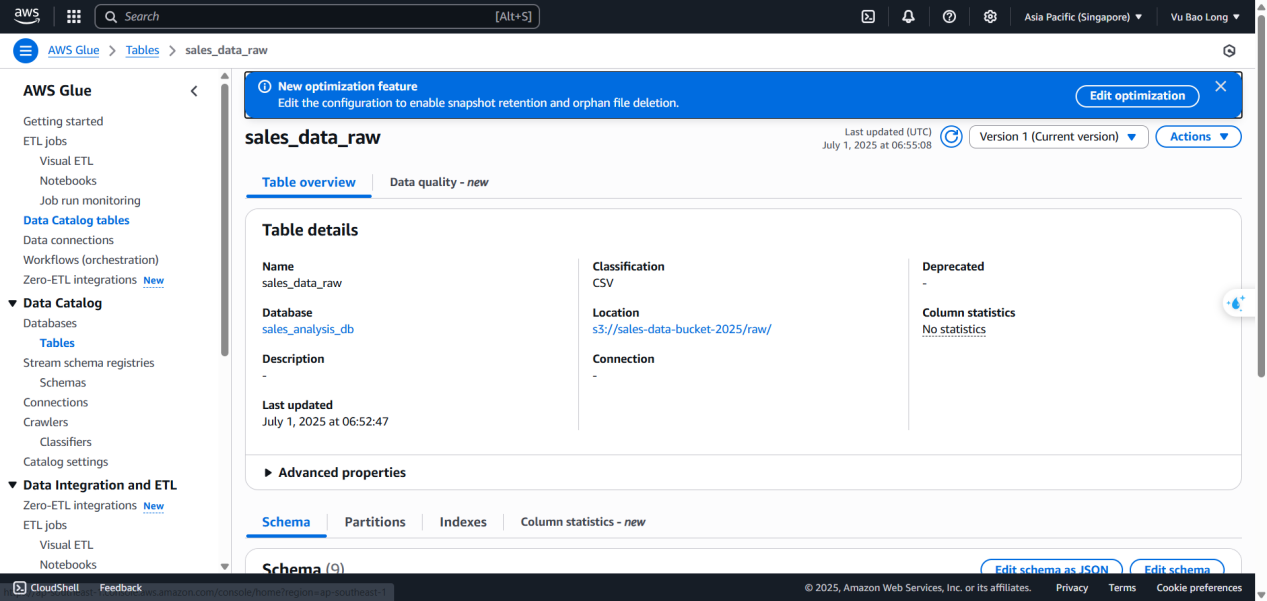 aws
Search [Alt+S]
Asia Pacific (Singapore) ▼
Vu Bao Long ▼
AWS Glue > Tables > sales_data_raw
AWS Glue
Getting started
ETL jobs
Visual ETL
Notebooks
Job run monitoring
Data Catalog tables
Data connections
Workflows (orchestration)
Zero-ETL integrations New
Data Catalog
Databases
Tables
Stream schema registries
Schemas
Connections
Crawlers
Classifiers
Catalog settings
Data Integration and ETL
Zero-ETL integrations New
ETL jobs
Visual ETL
Notebooks
New optimization feature
Edit the configuration to enable snapshot retention and orphan file deletion.
Edit optimization
sales_data_raw
Last updated (UTC)
July 1, 2025 at 06:55:08
Version 1 (Current version) ▼
Actions ▼
Table overview
Data quality - new
Table details
Name
sales_data_raw
Database
sales_analysis_db
Description
-
Last updated
July 1, 2025 at 06:52:47
Classification
CSV
Location
s3://sales-data-bucket-2025/raw/
Connection
-
Deprecated
-
Column statistics
No statistics
Advanced properties
Schema
Partitions
Indexes
Column statistics - new
Schema (9)
Edit schema as JSON
Edit schema
CloudShell
Feedback
© 2025, Amazon Web Services, Inc. or its affiliates.
Privacy
Terms
Cookie preferences